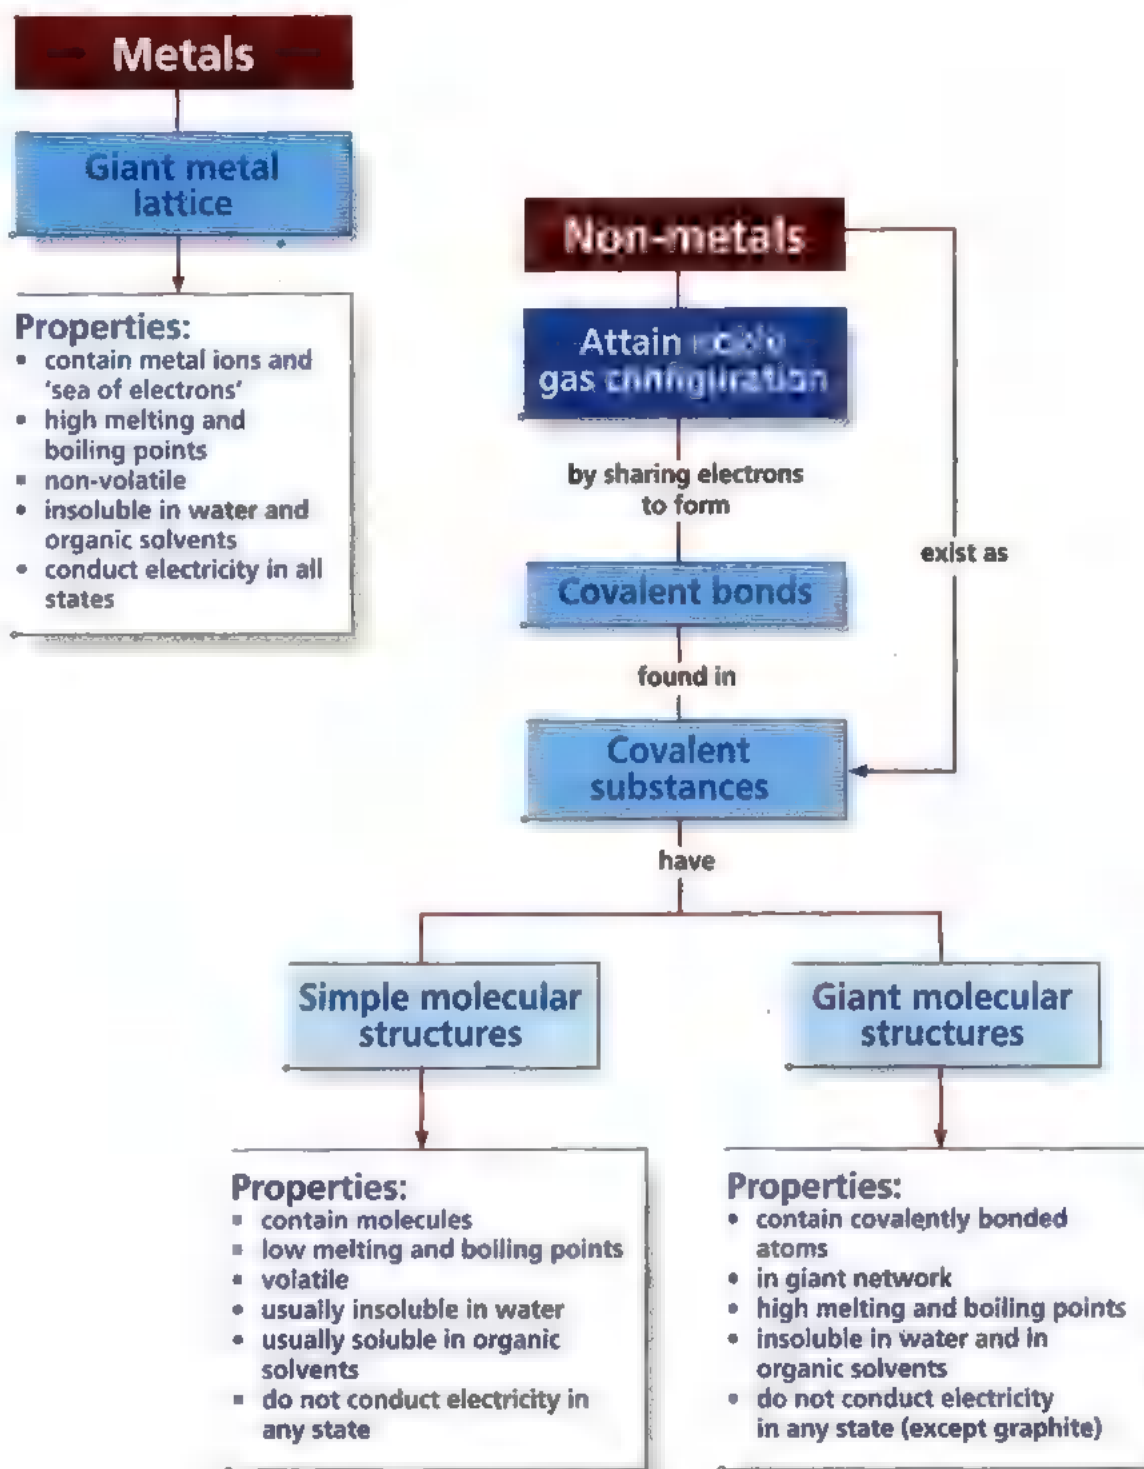 Metals
Giant metal
lattice
Properties:
• contain metal ions and
'sea of electrons'
• high melting and
boiling points
• non-volatile
• insoluble in water and
organic solvents
• conduct electricity in all
states
Non-metals
Attain noble
gas configuration
by sharing electrons
to form
Covalent bonds
found in
Covalent
substances
exist as
have
Simple molecular
structures
Properties:
• contain molecules
• low melting and boiling points
• volatile
• usually insoluble in water
• usually soluble in organic
solvents
• do not conduct electricity in
any state
Giant molecular
structures
Properties:
• contain covalently bonded
atoms
• in giant network
• high melting and boiling points
• insoluble in water and in
organic solvents
• do not conduct electricity
in any state (except graphite)